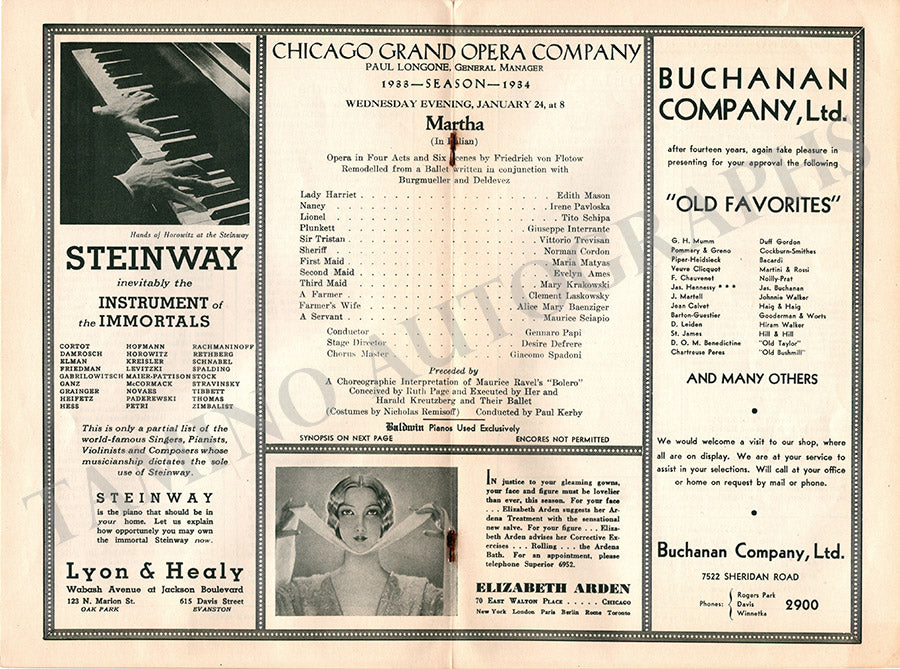 Hands of Horowitz at the Steinway
STEINWAY
inevitably the
INSTRUMENT of
the IMMORTALS
CORTOT HOFMANN RACHMANINOFF
DAMROSCH HOROWITZ RETHBERG
ELMAN KREISLER SCHNABEL
FRIEDMAN LEVITZKI SPALDING
GABRILOWITSCH MAIER-PATTISON STOCK
GANZ McCORMACK STRAVINSKY
GRAINGER NOVAES TIBBETT
HEIFETZ PADEREWSKI THOMAS
HESS PETRI ZIMBALIST
This is only a partial list of the
world-famous Singers, Pianists,
Violinists and Composers whose
musicianship dictates the sole
use of Steinway.
STEINWAY
is the piano that should be in
your home. Let us explain
how opportunely you may own
the immortal Steinway now.
Lyon & Healy
Wabash Avenue at Jackson Boulevard
123 N. Marion St. 615 Davis Street
OAK PARK EVANSTON
CHICAGO GRAND OPERA COMPANY
PAUL LONGONE, GENERAL MANAGER
1933—SEASON—1934
WEDNESDAY EVENING, JANUARY 24, at 8
Martha
(In Italian)
Opera in Four Acts and Six Scenes by Friedrich von Flotow
Remodelled from a Ballet written in conjunction with
Burgmueller and Deldevez
Lady Harriet . . . . . Edith Mason
Nancy . . . . . Irene Pavloska
Lionel . . . . . Tito Schipa
Plunkett . . . . . Giuseppe Interrante
Sir Tristan . . . . . Vittorio Trevisan
Sheriff . . . . . Norman Cordon
First Maid . . . . . Maria Matyas
Second Maid . . . . . Evelyn Ames
Third Maid . . . . . Mary Krakowski
A Farmer . . . . . Clement Laskowsky
Farmer's Wife . . . . . Alice Mary Baenziger
A Servant . . . . . Maurice Sciapio
Conductor . . . . . Gennaro Papi
Stage Director . . . . . Desire Defrere
Chorus Master . . . . . Giacomo Spadoni
Preceded by
A Choreographic Interpretation of Maurice Ravel's "Bolero"
Conceived by Ruth Page and Executed by Her and
Harald Kreutzberg and Their Ballet
(Costumes by Nicholas Remisoff) Conducted by Paul Kerby
Baldwin Pianos Used Exclusively
SYNOPSIS ON NEXT PAGE ENCORES NOT PERMITTED
IN justice to your gleaming gowns,
your face and figure must be lovelier
than ever, this season. For your face
. . . Elizabeth Arden suggests her Ar-
dena Treatment with the sensational
new salve. For your figure . . . Eliza-
beth Arden advises her Corrective Ex-
ercises . . . Rolling . . . the Ardena
Bath. For an appointment, please
telephone Superior 6952.
ELIZABETH ARDEN
70 EAST WALTON PLACE . . . . . CHICAGO
New York London Paris Berlin Rome Toronto
BUCHANAN
COMPANY, Ltd.
after fourteen years, again take pleasure in
presenting for your approval the following
"OLD FAVORITES"
G. H. Mumm Duff Gordon
Pommery & Greno Cockburn-Smithes
Piper-Heidsieck Bacardi
Veuve Clicquot Martini & Rossi
F. Chauvenet Noilly-Prat
Jas. Hennessy * * * Jas. Buchanan
J. Martell Johnnie Walker
Jean Calvet Haig & Haig
Barton-Guestier Gooderman & Worts
D. Leiden Hiram Walker
St. James Hill & Hill
D. O. M. Benedictine "Old Taylor"
Chartreuse Peres "Old Bushmill"
AND MANY OTHERS
•
We would welcome a visit to our shop, where
all are on display. We are at your service to
assist in your selections. Will call at your office
or home on request by mail or phone.
•
Buchanan Company, Ltd.
7522 SHERIDAN ROAD
Phones: Rogers Park
Davis 2900
Winnetka
TAMINO AUTOGRAPHS